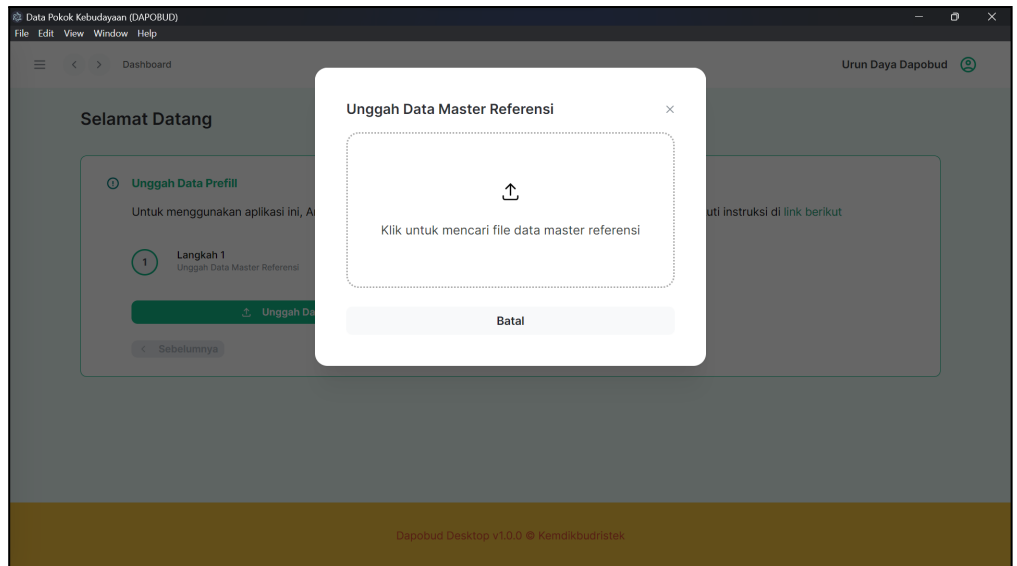 Data Pokok Kebudayaan (DAPOBUD)
File Edit View Window Help
Dashboard
Urun Daya Dapobud
Selamat Datang
Unggah Data Prefill
Untuk menggunakan aplikasi ini, A
uti instruksi di link berikut
1
Langkah 1
Unggah Data Master Referensi
Unggah Da
Sebelumnya
Unggah Data Master Referensi
Klik untuk mencari file data master referensi
Batal
Dapobud Desktop v1.0.0 © Kemdikbudristek